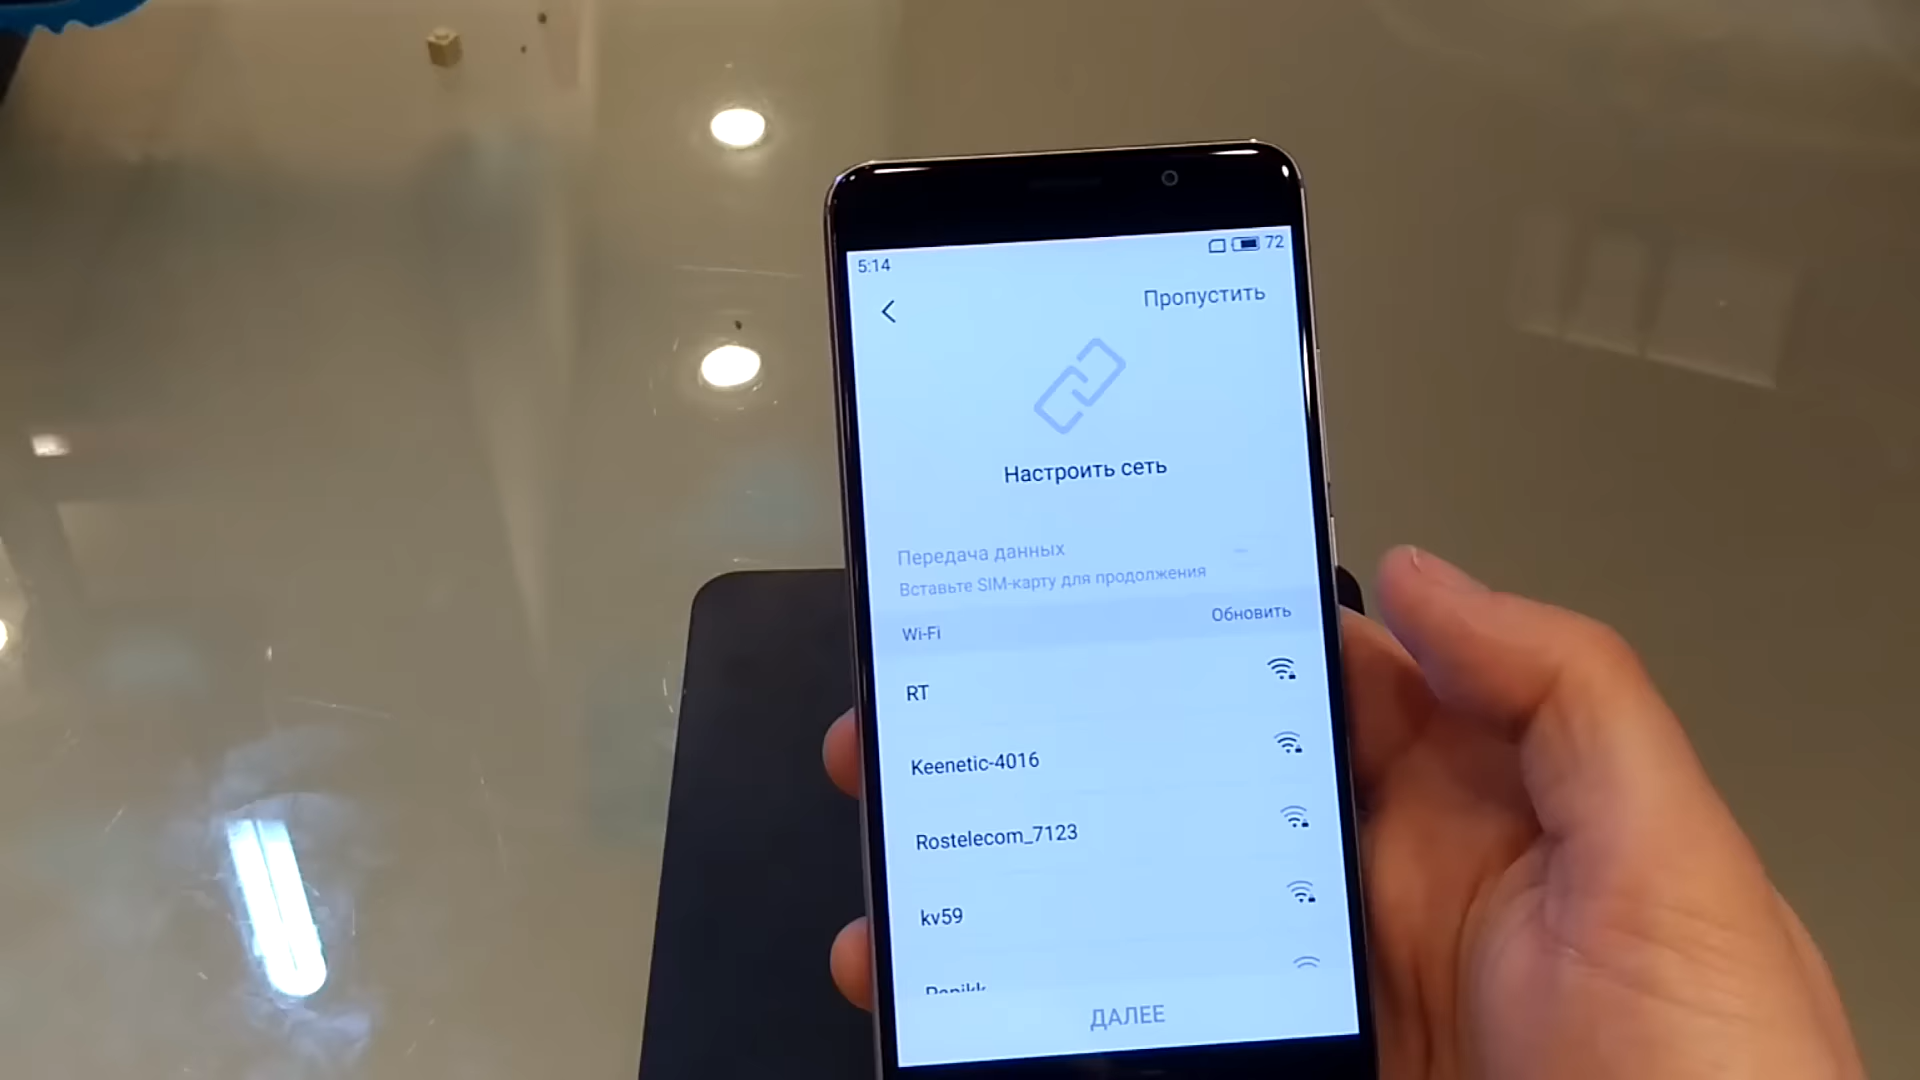 5:14
72
Пропустить
Настроить сеть
Передача данных
Вставьте SIM-карту для продолжения
Wi-Fi
Обновить
RT
Keenetic-4016
Rostelecom_7123
kv59
ДАЛЕЕ